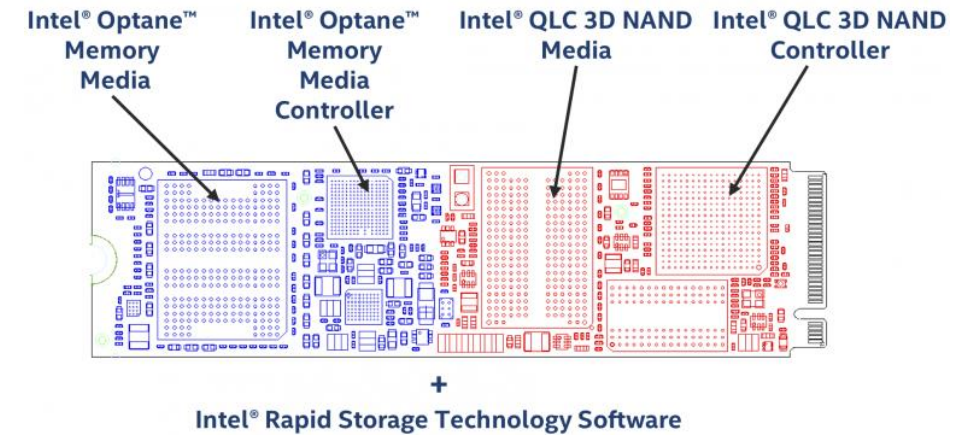 Intel® Optane™
Memory
Media
Intel® Optane™
Memory
Media
Controller
Intel® QLC 3D NAND
Media
Intel® QLC 3D NAND
Controller
+
Intel® Rapid Storage Technology Software